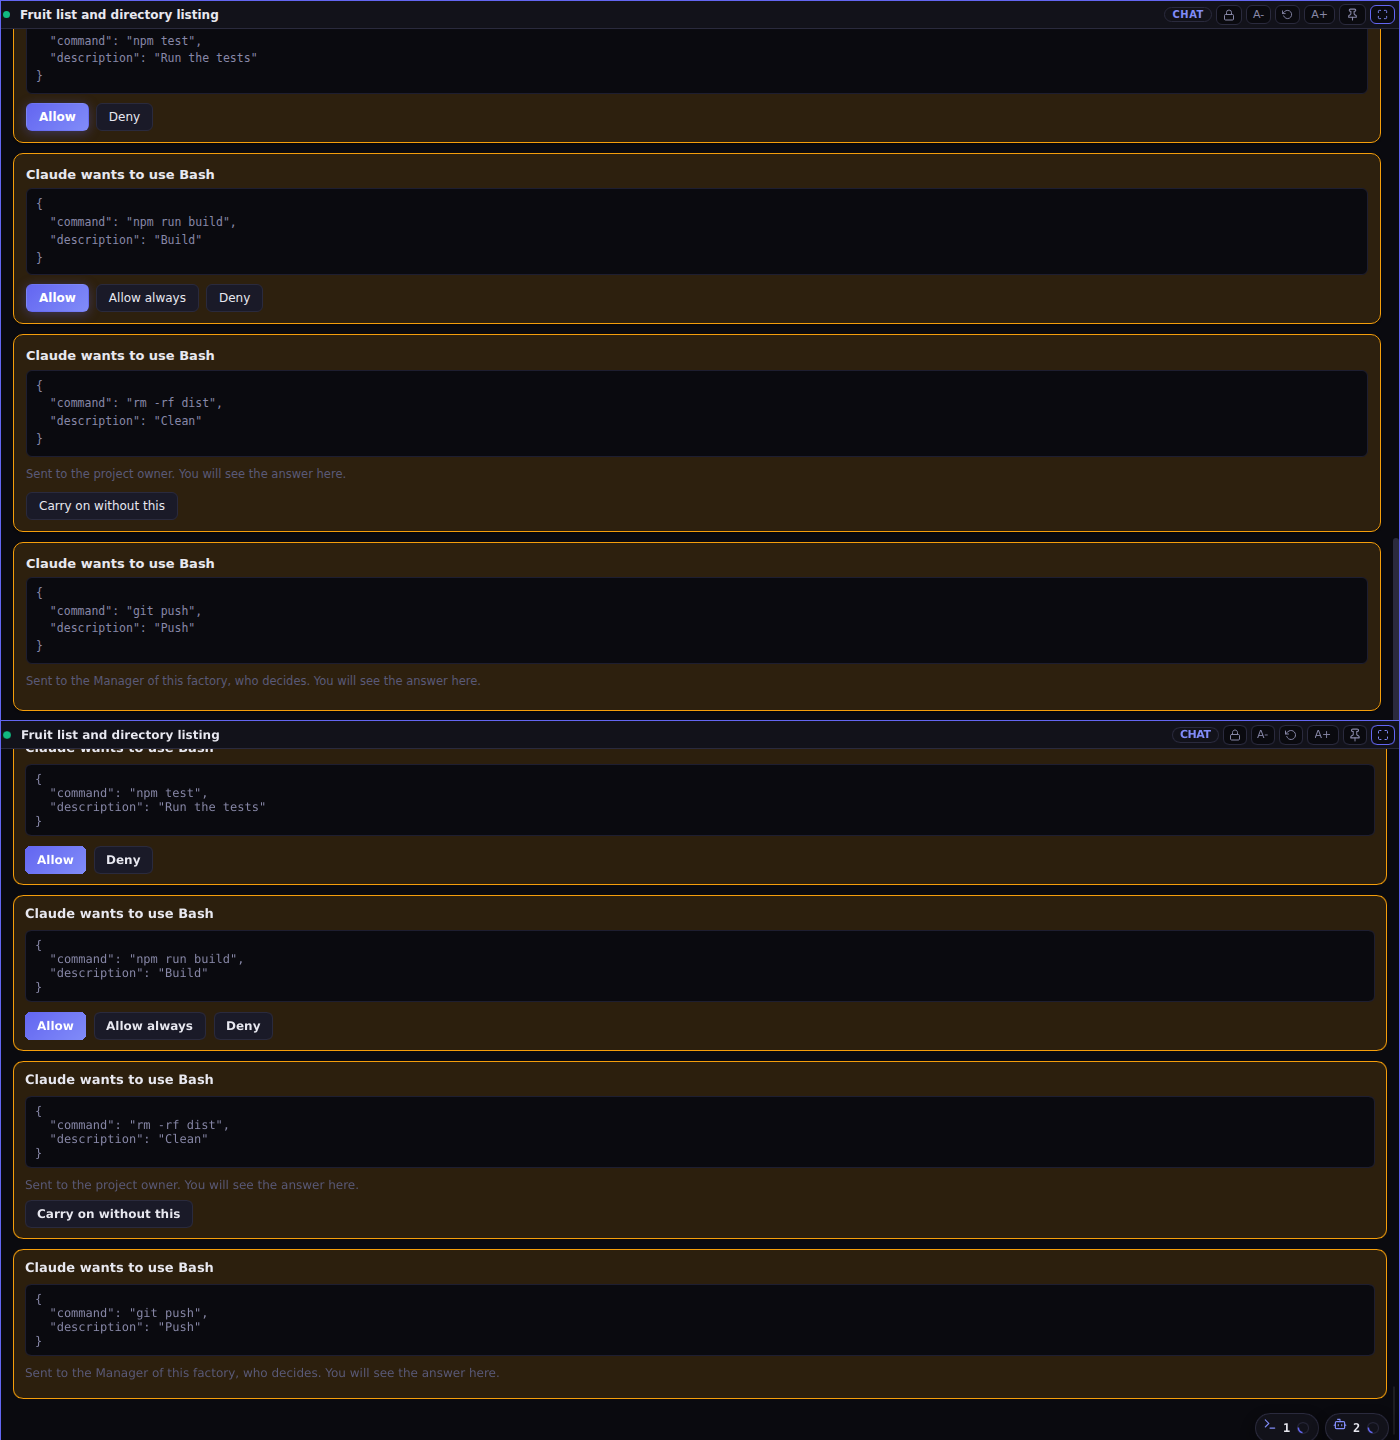 Fruit list and directory listing
CHAT
A-
A+
"command": "npm test",
"description": "Run the tests"
}
Allow
Deny
Claude wants to use Bash
{
"command": "npm run build",
"description": "Build"
}
Allow
Allow always
Deny
Claude wants to use Bash
{
"command": "rm -rf dist",
"description": "Clean"
}
Sent to the project owner. You will see the answer here.
Carry on without this
Claude wants to use Bash
{
"command": "git push",
"description": "Push"
}
Sent to the Manager of this factory, who decides. You will see the answer here.
Fruit list and directory listing
CHAT
A-
A+
Claude wants to use Bash
{
"command": "npm test",
"description": "Run the tests"
}
Allow
Deny
Claude wants to use Bash
{
"command": "npm run build",
"description": "Build"
}
Allow
Allow always
Deny
Claude wants to use Bash
{
"command": "rm -rf dist",
"description": "Clean"
}
Sent to the project owner. You will see the answer here.
Carry on without this
Claude wants to use Bash
{
"command": "git push",
"description": "Push"
}
Sent to the Manager of this factory, who decides. You will see the answer here.
1
2